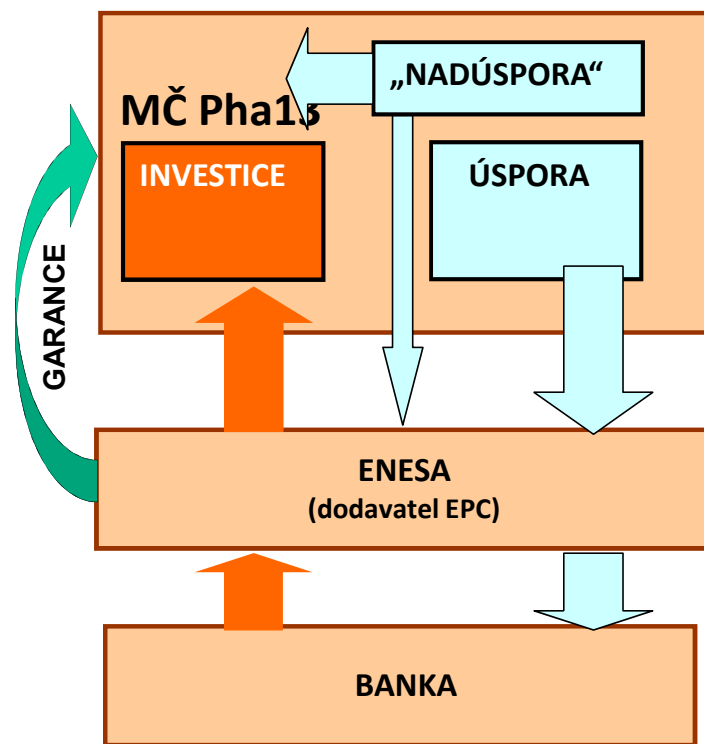 „NADÚSPORA“
MČ Pha13
INVESTICE
ÚSPORA
GARANCE
ENESA
(dodavatel EPC)
BANKA